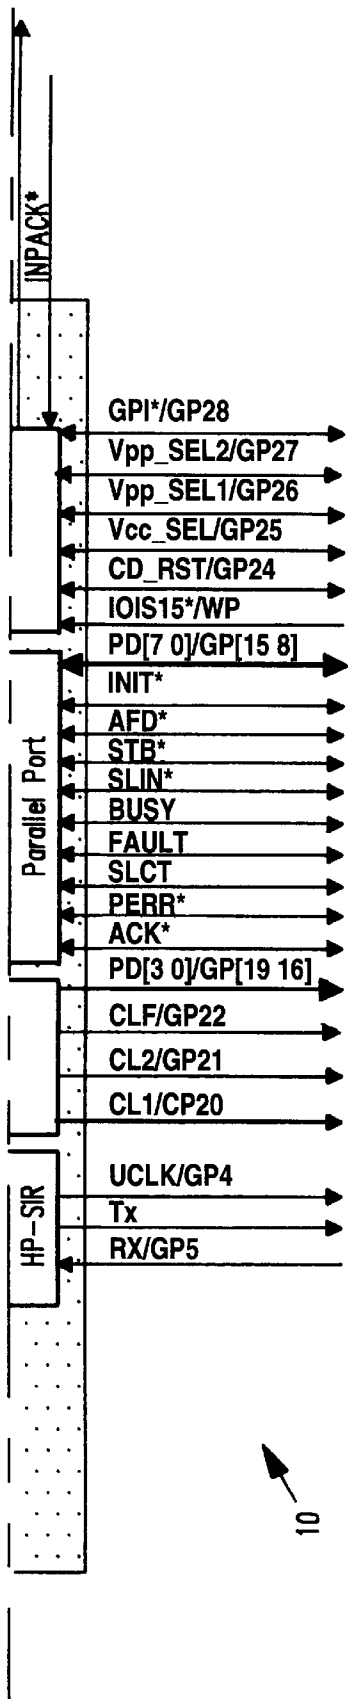 INPACK*
GPI*/GP28
Vpp_SEL2/GP27
Vpp_SEL1/GP26
Vcc_SEL/GP25
CD_RST/GP24
IOIS15*/WP
PD[7 0]/GP[15 8]
INIT*
AFD*
STB*
SLIN*
BUSY
FAULT
SLCT
PERR*
ACK*
Parallel Port
PD[3 0]/GP[19 16]
CLF/GP22
CL2/GP21
CL1/CP20
UCLK/GP4
Tx
RX/GP5
HP-SIR
10